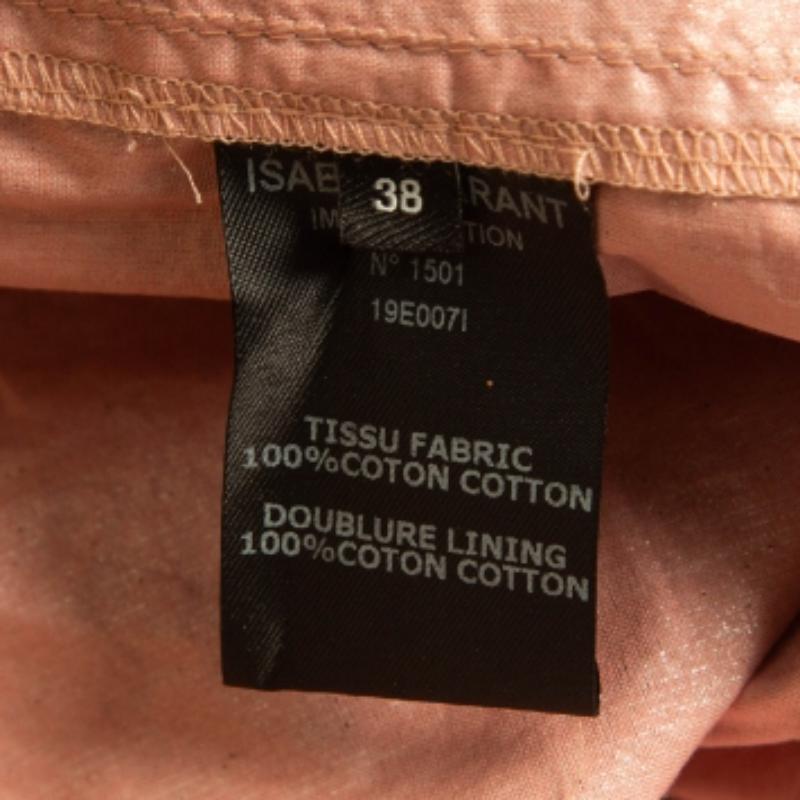 38
N° 1501
19E007I
TISSU FABRIC
100%COTON COTTON
DOUBLURE LINING
100%COTON COTTON